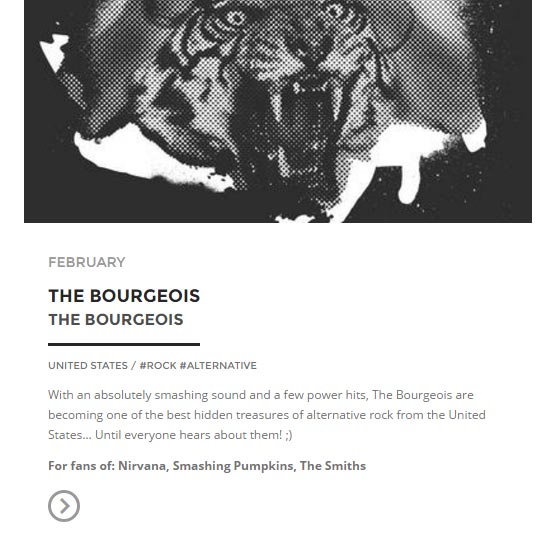 FEBRUARY
THE BOURGEOIS
THE BOURGEOIS
UNITED STATES / #ROCK #ALTERNATIVE
With an absolutely smashing sound and a few power hits, The Bourgeois are
becoming one of the best hidden treasures of alternative rock from the United
States... Until everyone hears about them! ;)
For fans of: Nirvana, Smashing Pumpkins, The Smiths